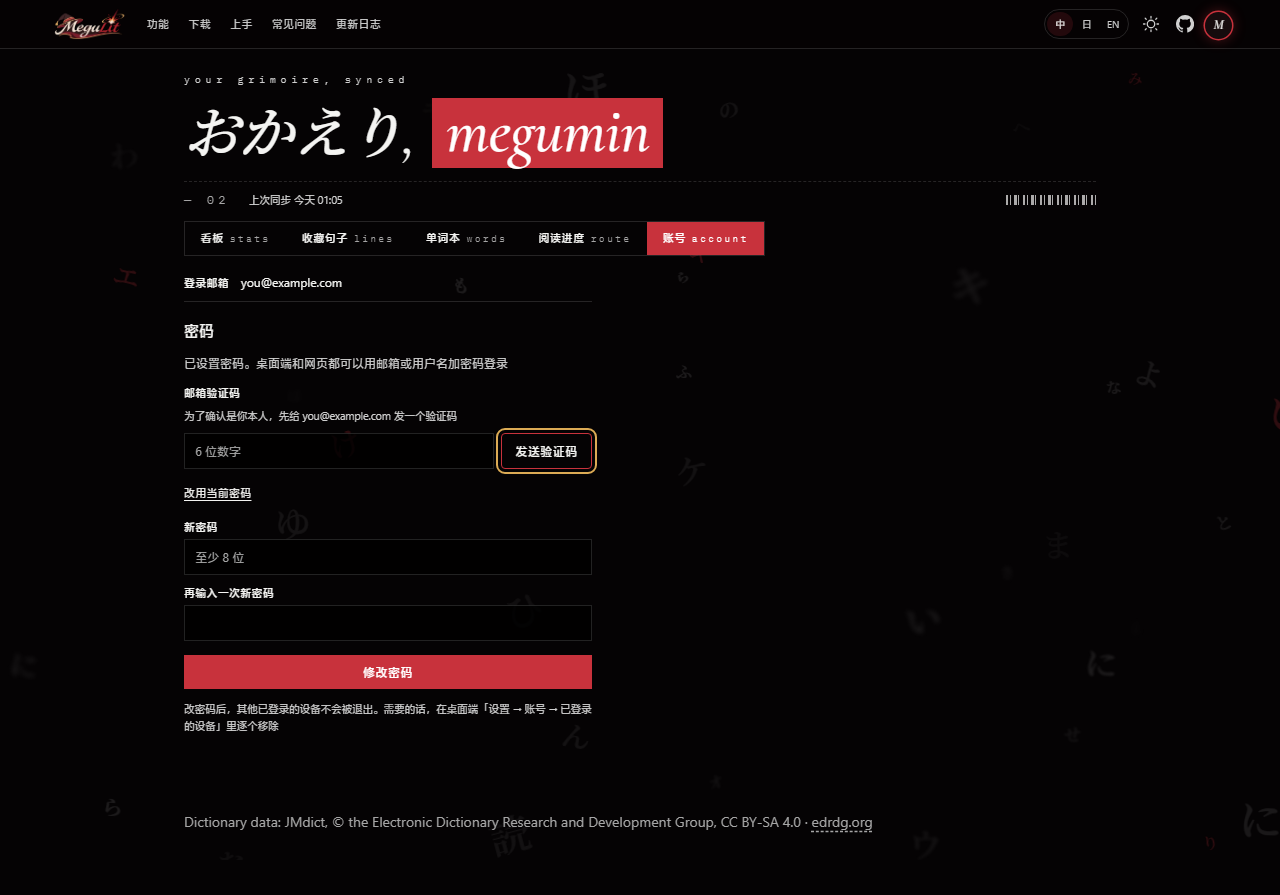 MeguLit 功能 下载 上手 常见问题 更新日志 中 日 EN M
your grimoire, synced
おかえり, megumin
— 02 上次同步 今天 01:05
看板 stats 收藏句子 lines 单词本 words 阅读进度 route 账号 account
登录邮箱 you@example.com
密码
已设置密码。桌面端和网页都可以用邮箱或用户名加密码登录
邮箱验证码
为了确认是你本人，先给 you@example.com 发一个验证码
6 位数字 发送验证码
改用当前密码
新密码
至少 8 位
再输入一次新密码
修改密码
改密码后，其他已登录的设备不会被退出。需要的话，在桌面端「设置 → 账号 → 已登录
的设备」里逐个移除
Dictionary data: JMdict, © the Electronic Dictionary Research and Development Group, CC BY-SA 4.0 · edrdg.org